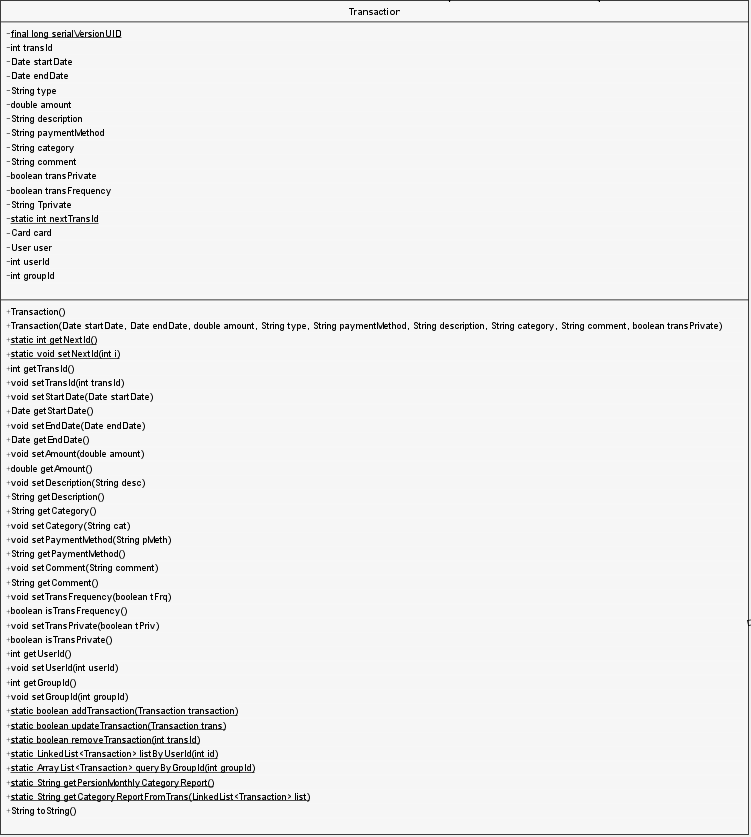 Transaction
-final long serialVersionUID
-int transId
-Date startDate
-Date endDate
-String type
-double amount
-String description
-String paymentMethod
-String category
-String comment
-boolean transPrivate
-boolean transFrequency
-String Tprivate
-static int nextTransId
-Card card
-User user
-int userId
-int groupId
+Transaction()
+Transaction(Date startDate, Date endDate, double amount, String type, String paymentMethod, String description, String category, String comment, boolean transPrivate)
+static int getNextId()
+static void setNextId(int i)
+int getTransId()
+void setTransId(int transId)
+void setStartDate(Date startDate)
+Date getStartDate()
+void setEndDate(Date endDate)
+Date getEndDate()
+void setAmount(double amount)
+double getAmount()
+void setDescription(String desc)
+String getDescription()
+String getCategory()
+void setCategory(String cat)
+void setPaymentMethod(String pMeth)
+String getPaymentMethod()
+void setComment(String comment)
+String getComment()
+void setTransFrequency(boolean tFrq)
+boolean isTransFrequency()
+void setTransPrivate(boolean tPriv)
+boolean isTransPrivate()
+int getUserId()
+void setUserId(int userId)
+int getGroupId()
+void setGroupId(int groupId)
+static boolean addTransaction(Transaction transaction)
+static boolean updateTransaction(Transaction trans)
+static boolean removeTransaction(int transId)
+static LinkedList<Transaction> listByUserId(int id)
+static ArrayList<Transaction> queryByGroupId(int groupId)
+static String getPersionMonthlyCategoryReport()
+static String getCategoryReportFromTrans(LinkedList<Transaction> list)
+String toString()